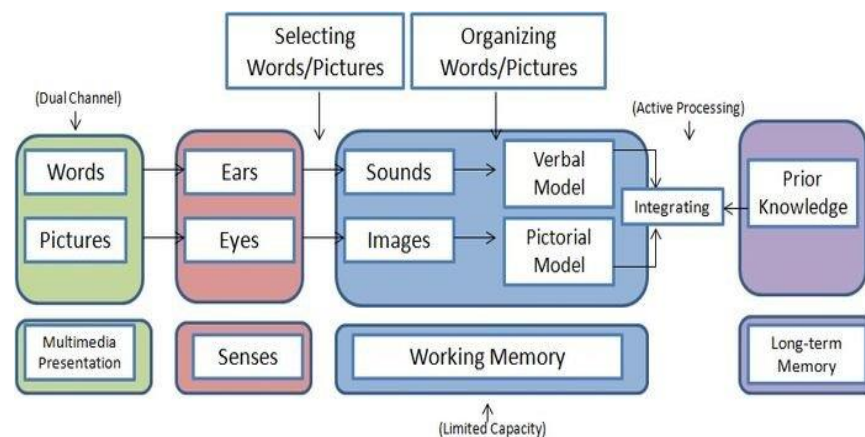 Selecting
Words/Pictures
Organizing
Words/Pictures
(Dual Channel)
(Active Processing)
Words
Ears
Sounds
Verbal
Model
Prior
Knowledge
Integrating
Pictures
Eyes
Images
Pictorial
Model
Multimedia
Presentation
Senses
Working Memory
Long-term
Memory
(Limited Capacity)